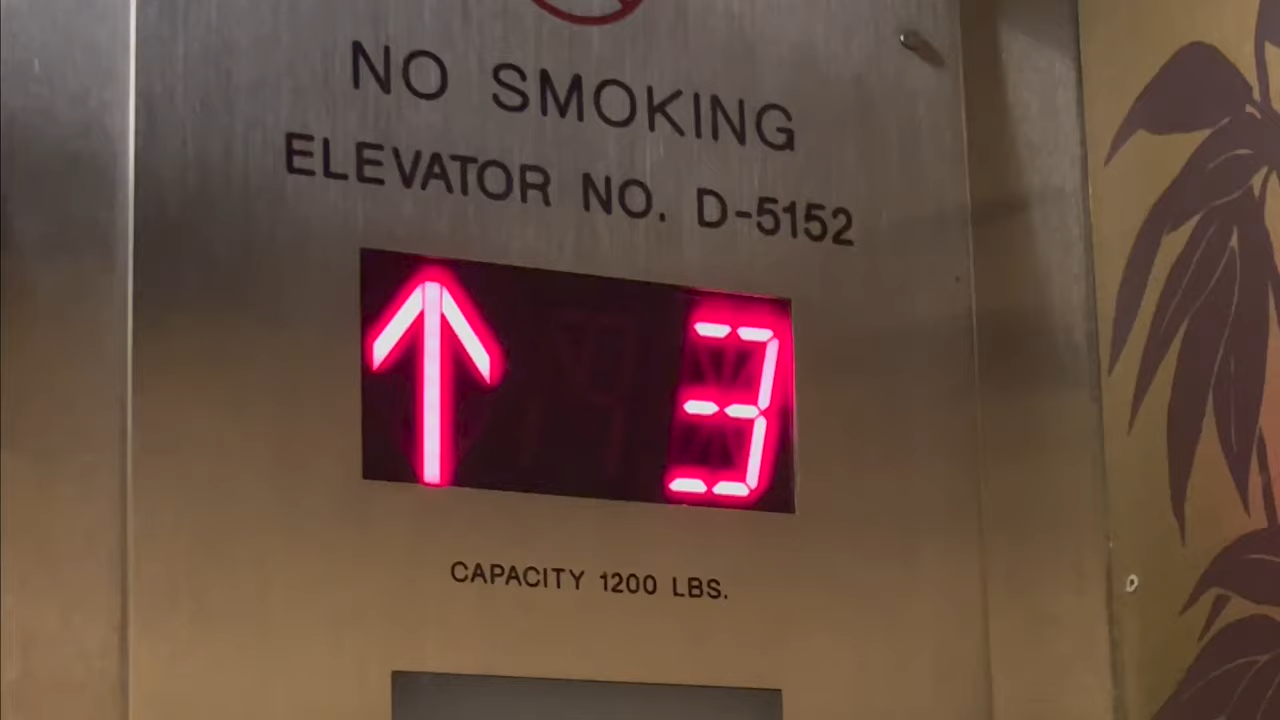 NO SMOKING
ELEVATOR NO. D-5152
↑ 3
CAPACITY 1200 LBS.